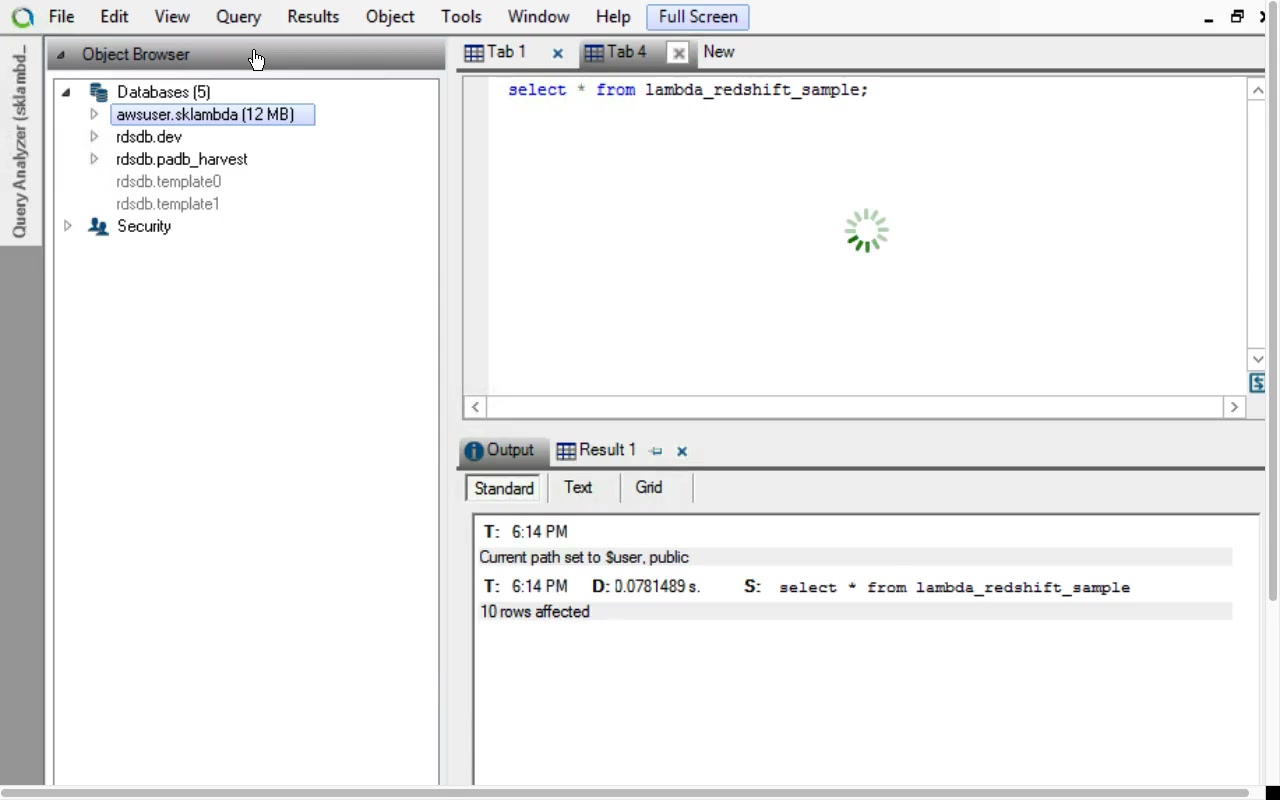 File Edit View Query Results Object Tools Window Help Full Screen
Query Analyzer (sklambd...
Object Browser
Databases (5)
awsuser.sklambda (12 MB)
rdsdb.dev
rdsdb.padb_harvest
rdsdb.template0
rdsdb.template1
Security
Tab 1 Tab 4 New
select * from lambda_redshift_sample;
Output Result 1
Standard Text Grid
T: 6:14 PM
Current path set to $user, public
T: 6:14 PM D: 0.0781489 s. S: select * from lambda_redshift_sample
10 rows affected